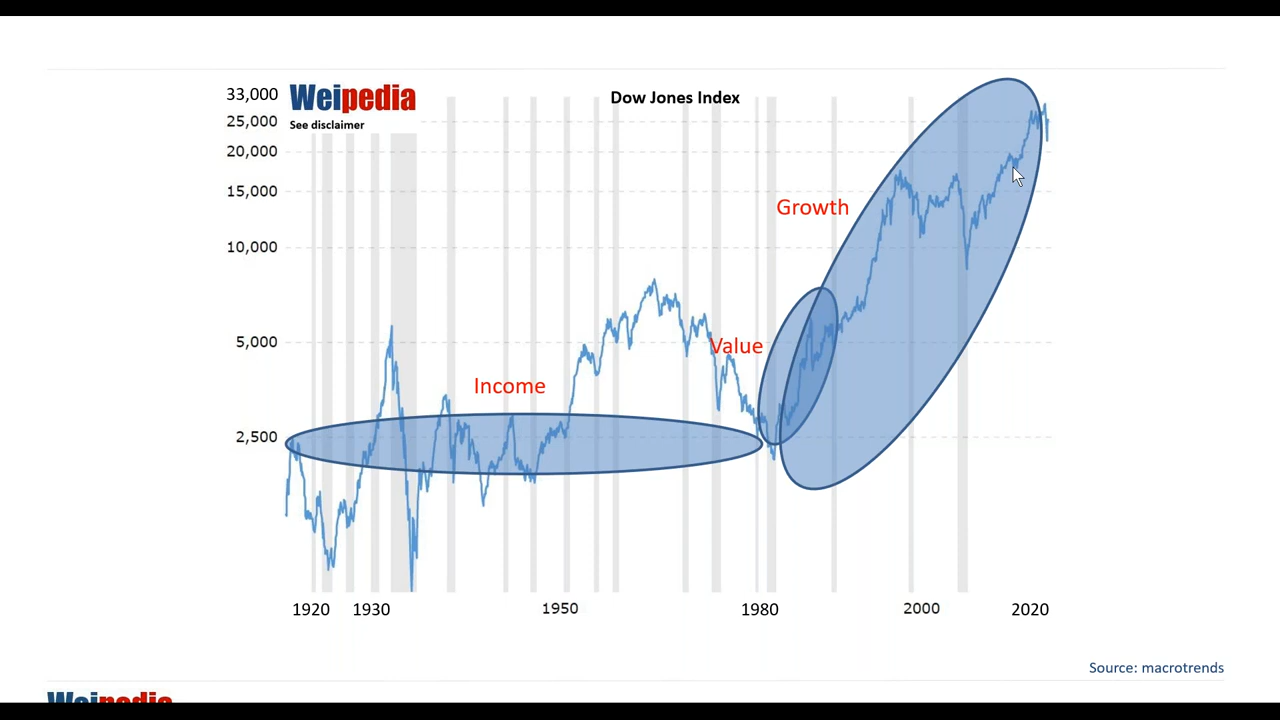 33,000
Weipedia
Dow Jones Index
25,000
See disclaimer
20,000
15,000
Growth
10,000
5,000
Value
Income
2,500
1920
1930
1950
1980
2000
2020
Source: macrotrends
Weipedia